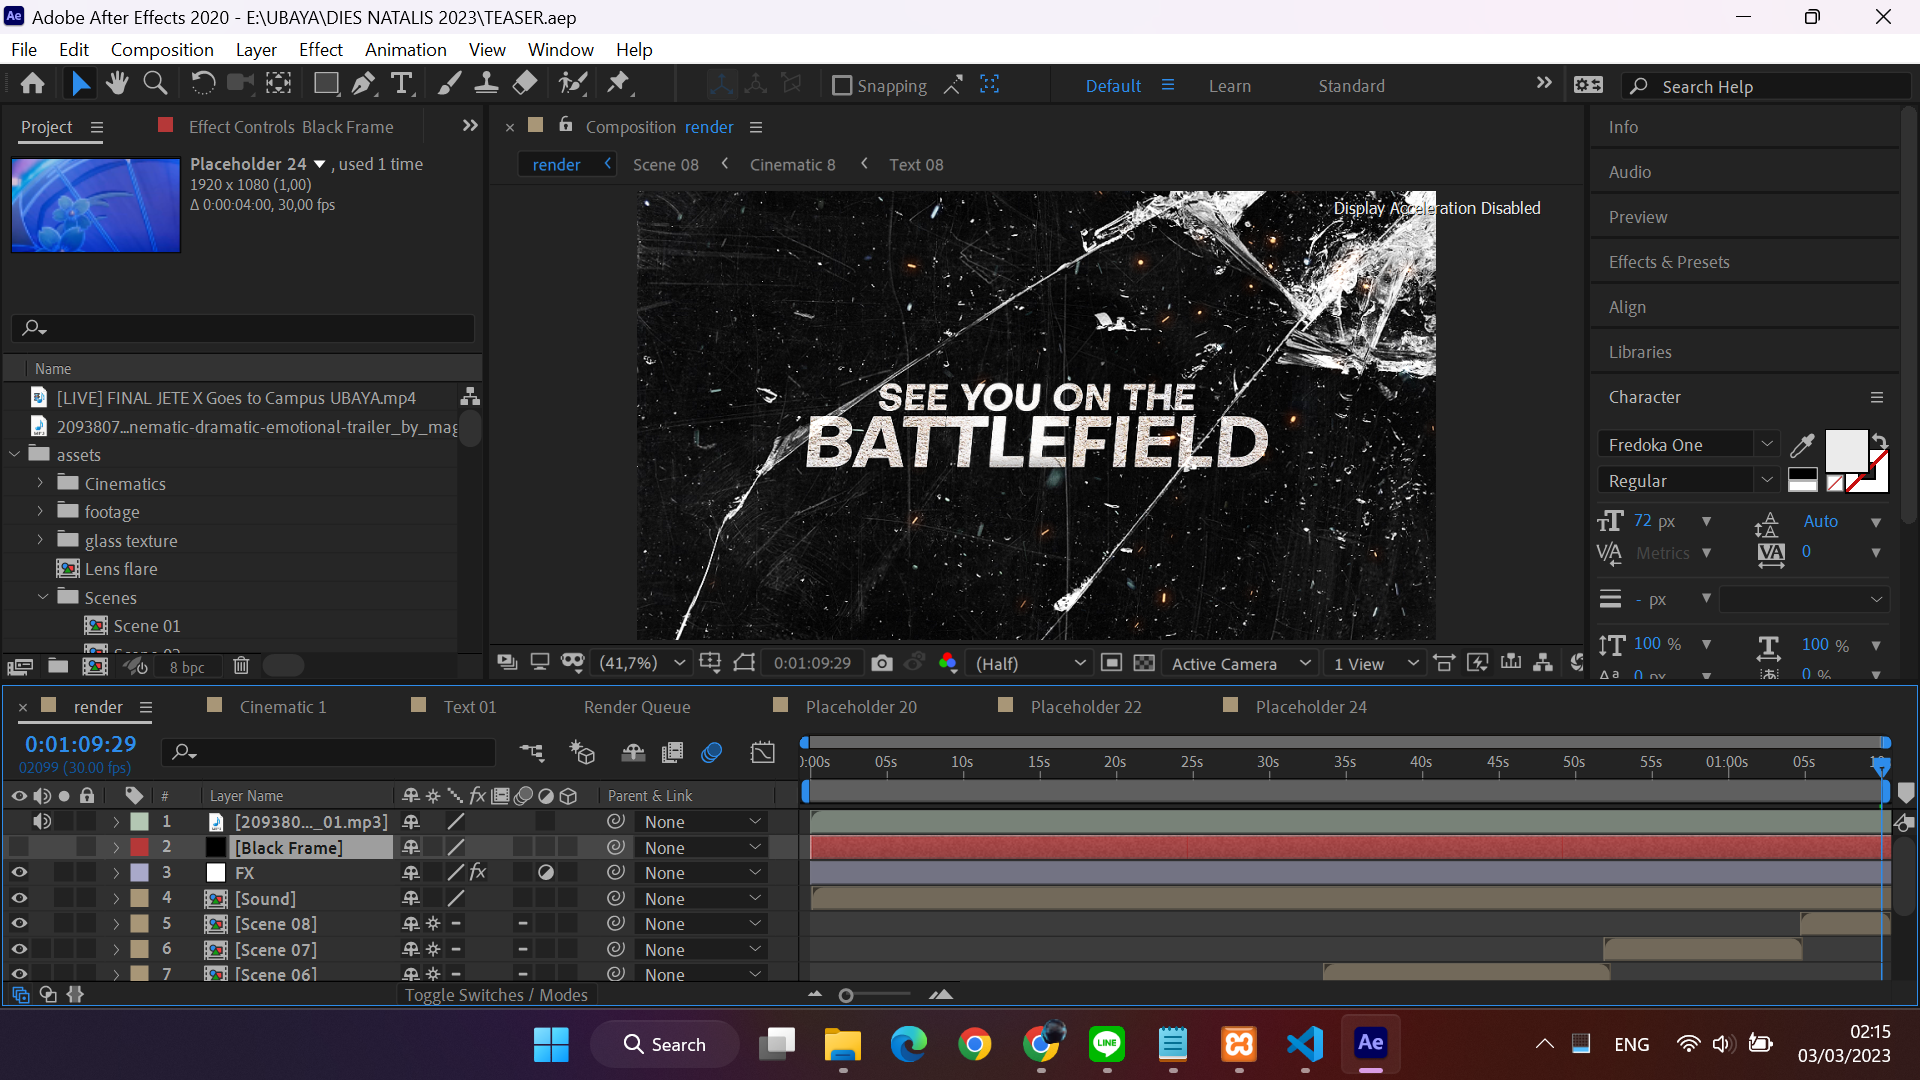 Adobe After Effects 2020 - E:\UBAYA\DIES NATALIS 2023\TEASER.aep
File Edit Composition Layer Effect Animation View Window Help
Snapping Default Learn Standard Search Help
Project Effect Controls Black Frame
Placeholder 24 , used 1 time
1920 x 1080 (1,00)
Δ 0:00:04:00, 30,00 fps
Name
[LIVE] FINAL JETE X Goes to Campus UBAYA.mp4
2093807...nematic-dramatic-emotional-trailer_by_mag
assets
Cinematics
footage
glass texture
Lens flare
Scenes
Scene 01
8 bpc
Composition render
render Scene 08 Cinematic 8 Text 08
Display Acceleration Disabled
SEE YOU ON THE
BATTLEFIELD
(41,7%) 0:01:09:29 (Half) Active Camera 1 View
Info
Audio
Preview
Effects & Presets
Align
Libraries
Character
Fredoka One
Regular
72 px Auto
Metrics 0
- px
100 % 100 %
0 px 0 %
render Cinematic 1 Text 01 Render Queue Placeholder 20 Placeholder 22 Placeholder 24
0:01:09:29
02099 (30.00 fps)
):00s 05s 10s 15s 20s 25s 30s 35s 40s 45s 50s 55s 01:00s 05s
# Layer Name fx Parent & Link
1 [209380..._01.mp3] None
2 [Black Frame] None
3 FX fx None
4 [Sound] None
5 [Scene 08] None
6 [Scene 07] None
7 [Scene 06] None
Toggle Switches / Modes
Search LINE Ae ENG 02:15
03/03/2023